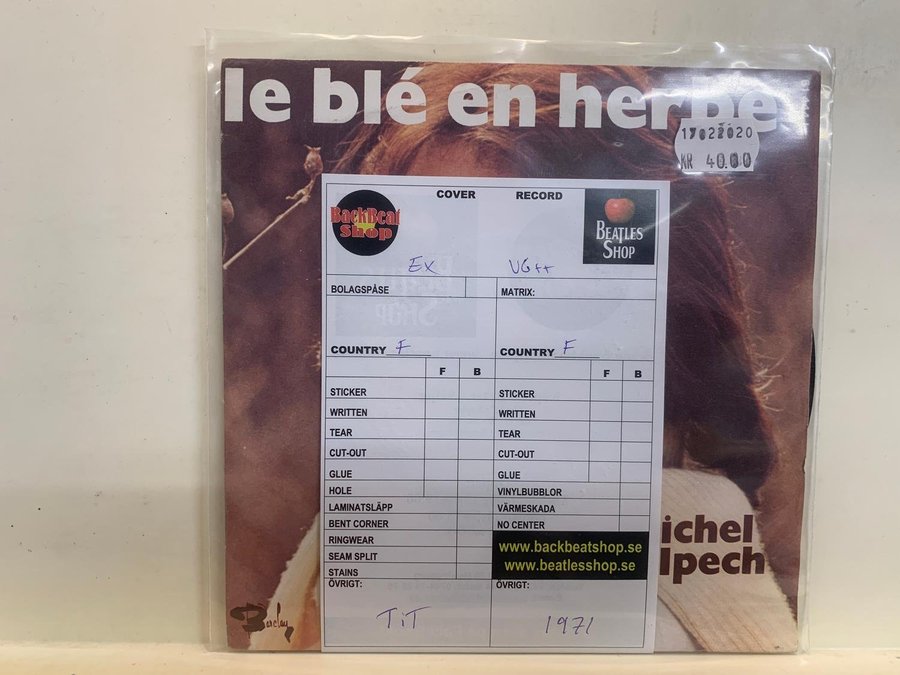 le blé en herbe
17022020
KR 40.00
COVER RECORD
BackBeat
Shop
BEATLES
SHOP
EX VG++
BOLAGSPÅSE MATRIX:
COUNTRY F COUNTRY F
F B F B
STICKER STICKER
WRITTEN WRITTEN
TEAR TEAR
CUT-OUT CUT-OUT
GLUE GLUE
HOLE VINYLBUBBLOR
LAMINATSLÄPP VÄRMESKADA
BENT CORNER NO CENTER
RINGWEAR
SEAM SPLIT
STAINS
www.backbeatshop.se
www.beatlesshop.se
ichel
lpech
ÖVRIGT: ÖVRIGT:
TiT 1971
Barclay